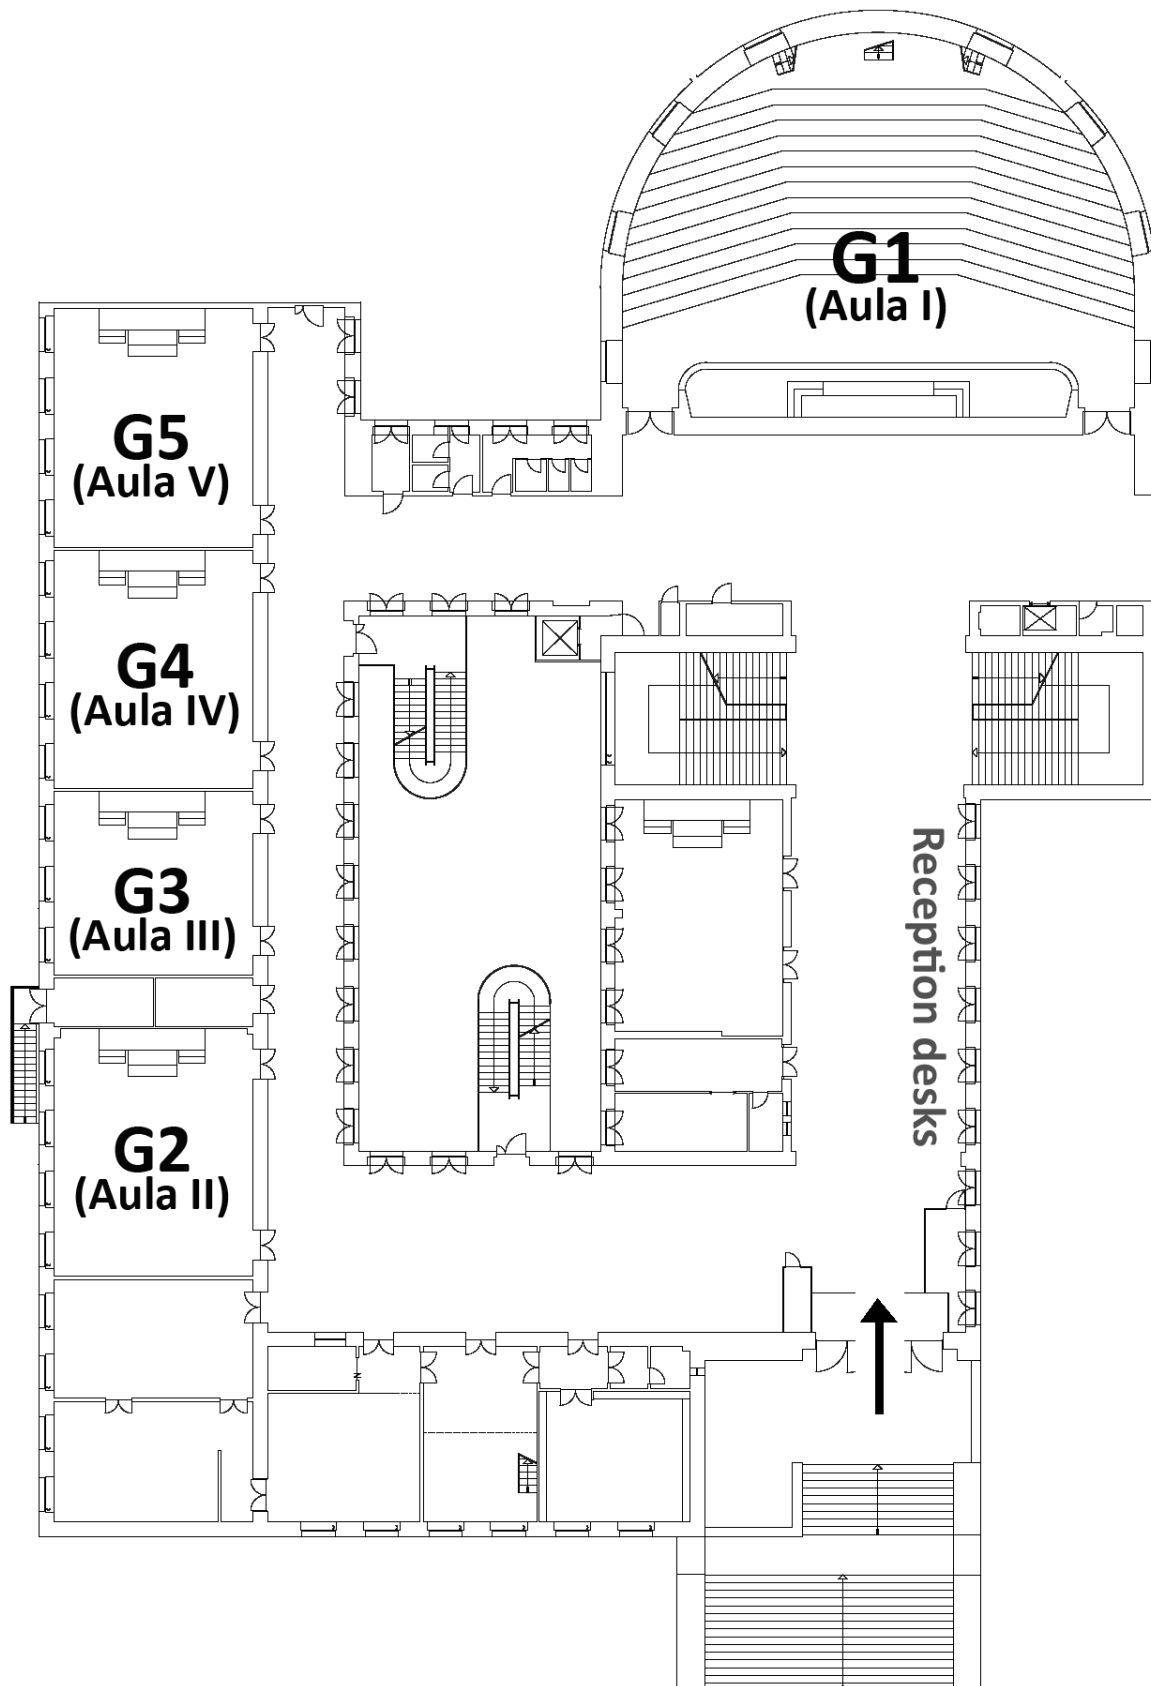 G1
(Aula I)
G5
(Aula V)
G4
(Aula IV)
G3
(Aula III)
Reception desks
G2
(Aula II)